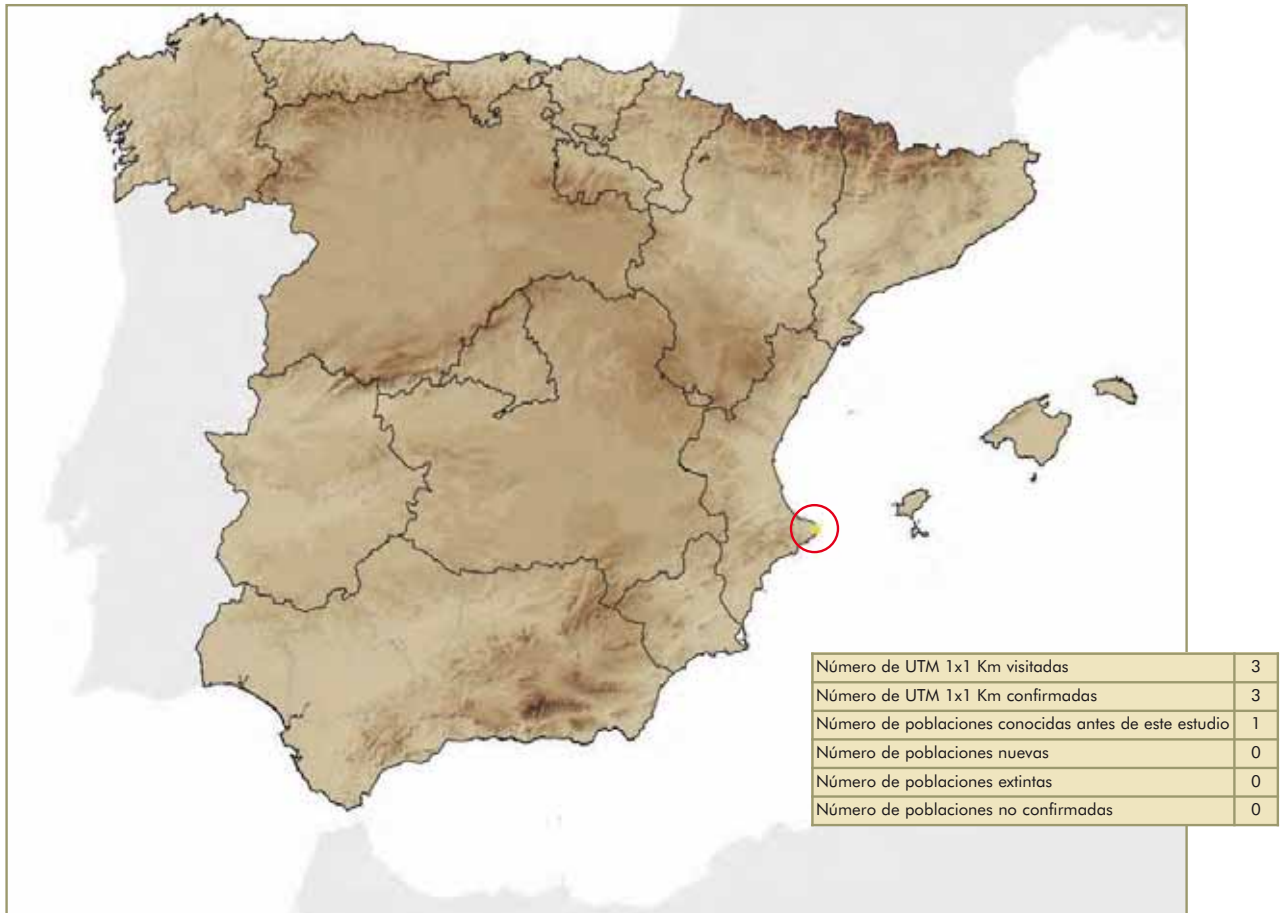 Número de UTM 1x1 Km visitadas 3
Número de UTM 1x1 Km confirmadas 3
Número de poblaciones conocidas antes de este estudio 1
Número de poblaciones nuevas 0
Número de poblaciones extintas 0
Número de poblaciones no confirmadas 0